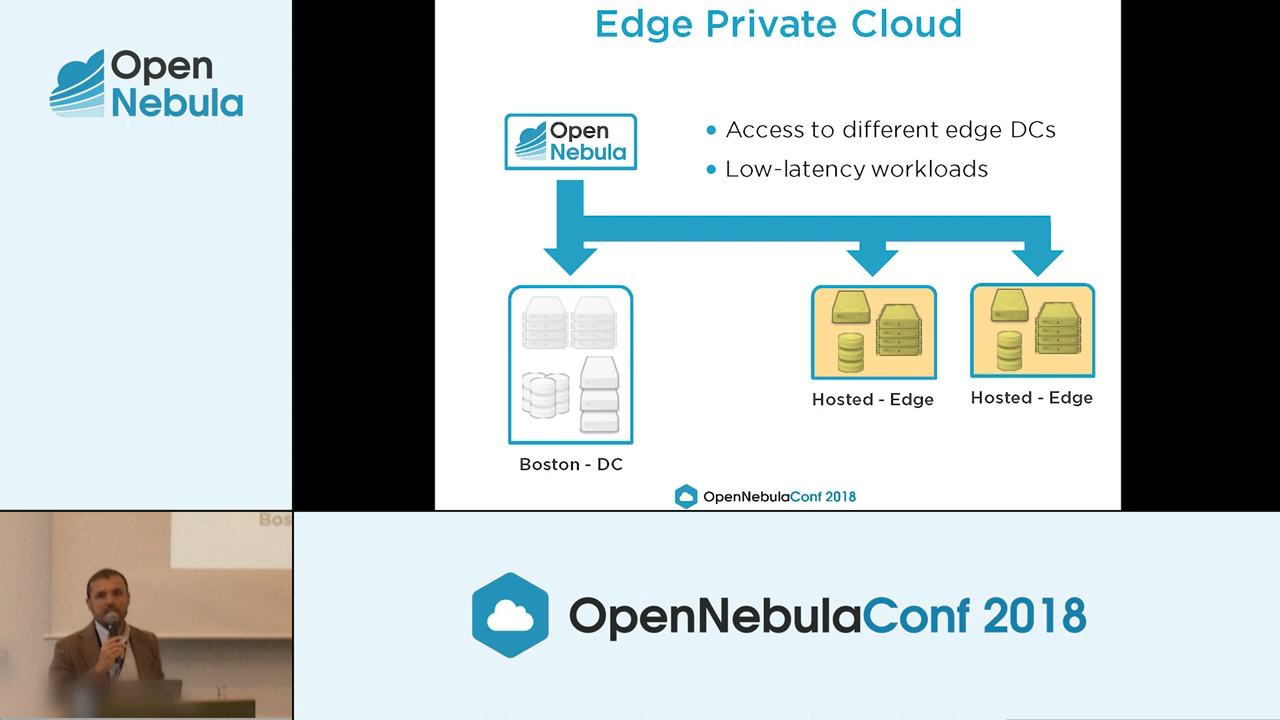 Open
Nebula
Edge Private Cloud
Open
Nebula
• Access to different edge DCs
• Low-latency workloads
Boston - DC
Hosted - Edge
Hosted - Edge
OpenNebulaConf 2018
Bos
OpenNebulaConf 2018